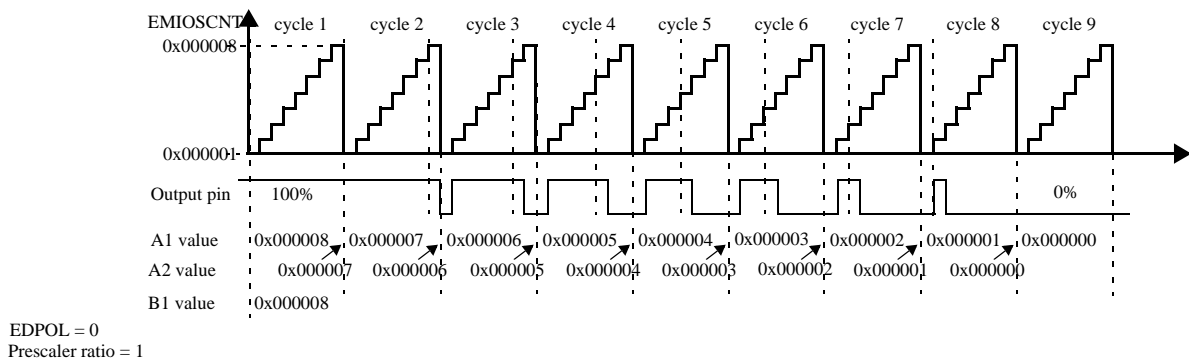 EMIOSCNT cycle 1 cycle 2 cycle 3 cycle 4 cycle 5 cycle 6 cycle 7 cycle 8 cycle 9
0x000008
0x000001
Output pin 100% 0%
A1 value 0x000008 0x000007 0x000006 0x000005 0x000004 0x000003 0x000002 0x000001 0x000000
A2 value 0x000007 0x000006 0x000005 0x000004 0x000003 0x000002 0x000001 0x000000
B1 value 0x000008
EDPOL = 0
Prescaler ratio = 1